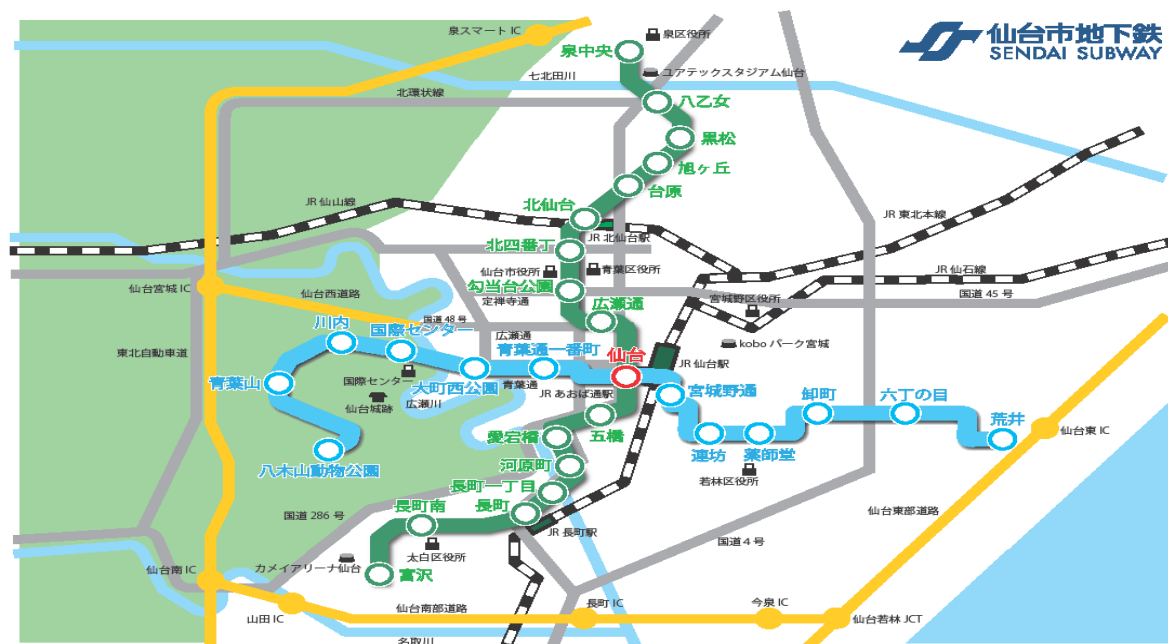 泉スマート IC
泉区役所
仙台市地下鉄
SENDAI SUBWAY
泉中央
七北田川
ユアテックスタジアム仙台
北環状線
八乙女
黒松
旭ヶ丘
台原
JR 仙山線
北仙台
JR 東北本線
JR 北仙台駅
北四番丁
仙台市役所
青葉区役所
JR 仙石線
仙台宮城 IC
仙台西道路
勾当台公園
定禅寺通
広瀬通
宮城野区役所
国道 45 号
国道 48 号
川内
国際センター
広瀬通
青葉通一番町
仙台
JR 仙台駅
kobo パーク宮城
東北自動車道
青葉山
国際センター
大町西公園
青葉通
JR あおば通駅
宮城野通
卸町
六丁の目
仙台城跡
広瀬川
五橋
荒井
仙台東 IC
愛宕橋
連坊
薬師堂
八木山動物公園
河原町
若林区役所
長町一丁目
長町南
長町
国道 286 号
仙台東部道路
JR 長町駅
国道 4 号
太白区役所
仙台南 IC
カメイアリーナ仙台
富沢
仙台南部道路
長町 IC
今泉 IC
山田 IC
仙台若林 JCT
名取川